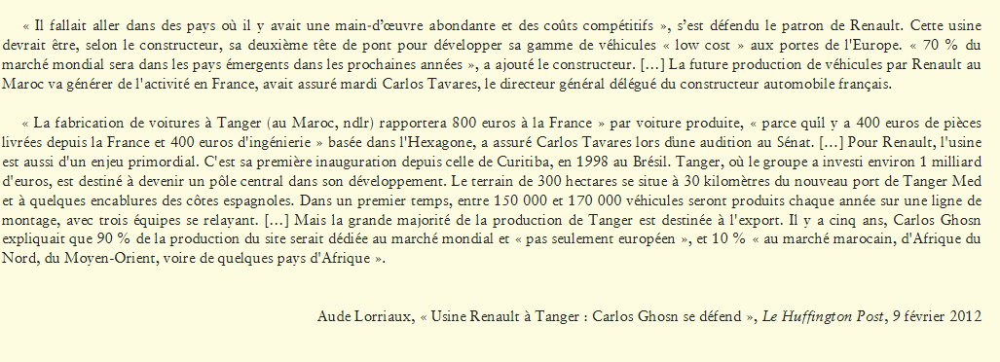 « Il fallait aller dans des pays où il y avait une main-d’œuvre abondante et des coûts compétitifs », s’est défendu le patron de Renault. Cette usine
devrait être, selon le constructeur, sa deuxième tête de pont pour développer sa gamme de véhicules « low cost » aux portes de l'Europe. « 70 % du
marché mondial sera dans les pays émergents dans les prochaines années », a ajouté le constructeur. [...] La future production de véhicules par Renault au
Maroc va générer de l'activité en France, avait assuré mardi Carlos Tavares, le directeur général délégué du constructeur automobile français.
« La fabrication de voitures à Tanger (au Maroc, ndlr) rapportera 800 euros à la France » par voiture produite, « parce quil y a 400 euros de pièces
livrées depuis la France et 400 euros d'ingénierie » basée dans l'Hexagone, a assuré Carlos Tavares lors dune audition au Sénat. [...] Pour Renault, l'usine
est aussi d'un enjeu primordial. C'est sa première inauguration depuis celle de Curitiba, en 1998 au Brésil. Tanger, où le groupe a investi environ 1 milliard
d'euros, est destiné à devenir un pôle central dans son développement. Le terrain de 300 hectares se situe à 30 kilomètres du nouveau port de Tanger Med
et à quelques encablures des côtes espagnoles. Dans un premier temps, entre 150 000 et 170 000 véhicules seront produits chaque année sur une ligne de
montage, avec trois équipes se relayant. [...] Mais la grande majorité de la production de Tanger est destinée à l'export. Il y a cinq ans, Carlos Ghosn
expliquait que 90 % de la production du site serait dédiée au marché mondial et « pas seulement européen », et 10 % « au marché marocain, d'Afrique du
Nord, du Moyen-Orient, voire de quelques pays d'Afrique ».
Aude Lorriaux, « Usine Renault à Tanger : Carlos Ghosn se défend », Le Huffington Post, 9 février 2012